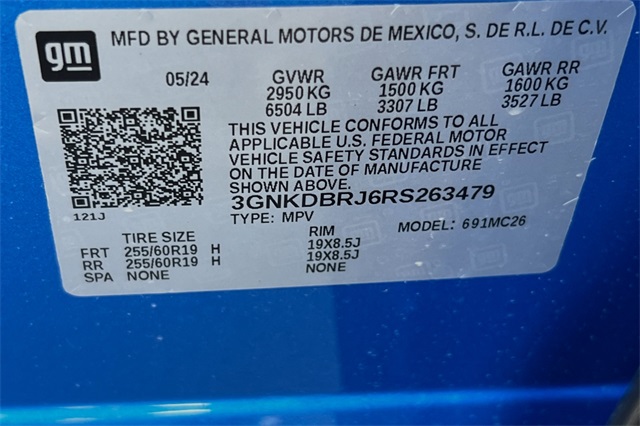 gm
MFD BY GENERAL MOTORS DE MEXICO, S. DE R.L. DE C.V.
05/24 GVWR GAWR FRT GAWR RR
2950 KG 1500 KG 1600 KG
6504 LB 3307 LB 3527 LB
THIS VEHICLE CONFORMS TO ALL
APPLICABLE U.S. FEDERAL MOTOR
VEHICLE SAFETY STANDARDS IN EFFECT
ON THE DATE OF MANUFACTURE
SHOWN ABOVE.
3GNKDBRJ6RS263479
121J
TYPE: MPV MODEL: 691MC26
TIRE SIZE RIM
FRT 255/60R19 H 19X8.5J
RR 255/60R19 H 19X8.5J
SPA NONE NONE